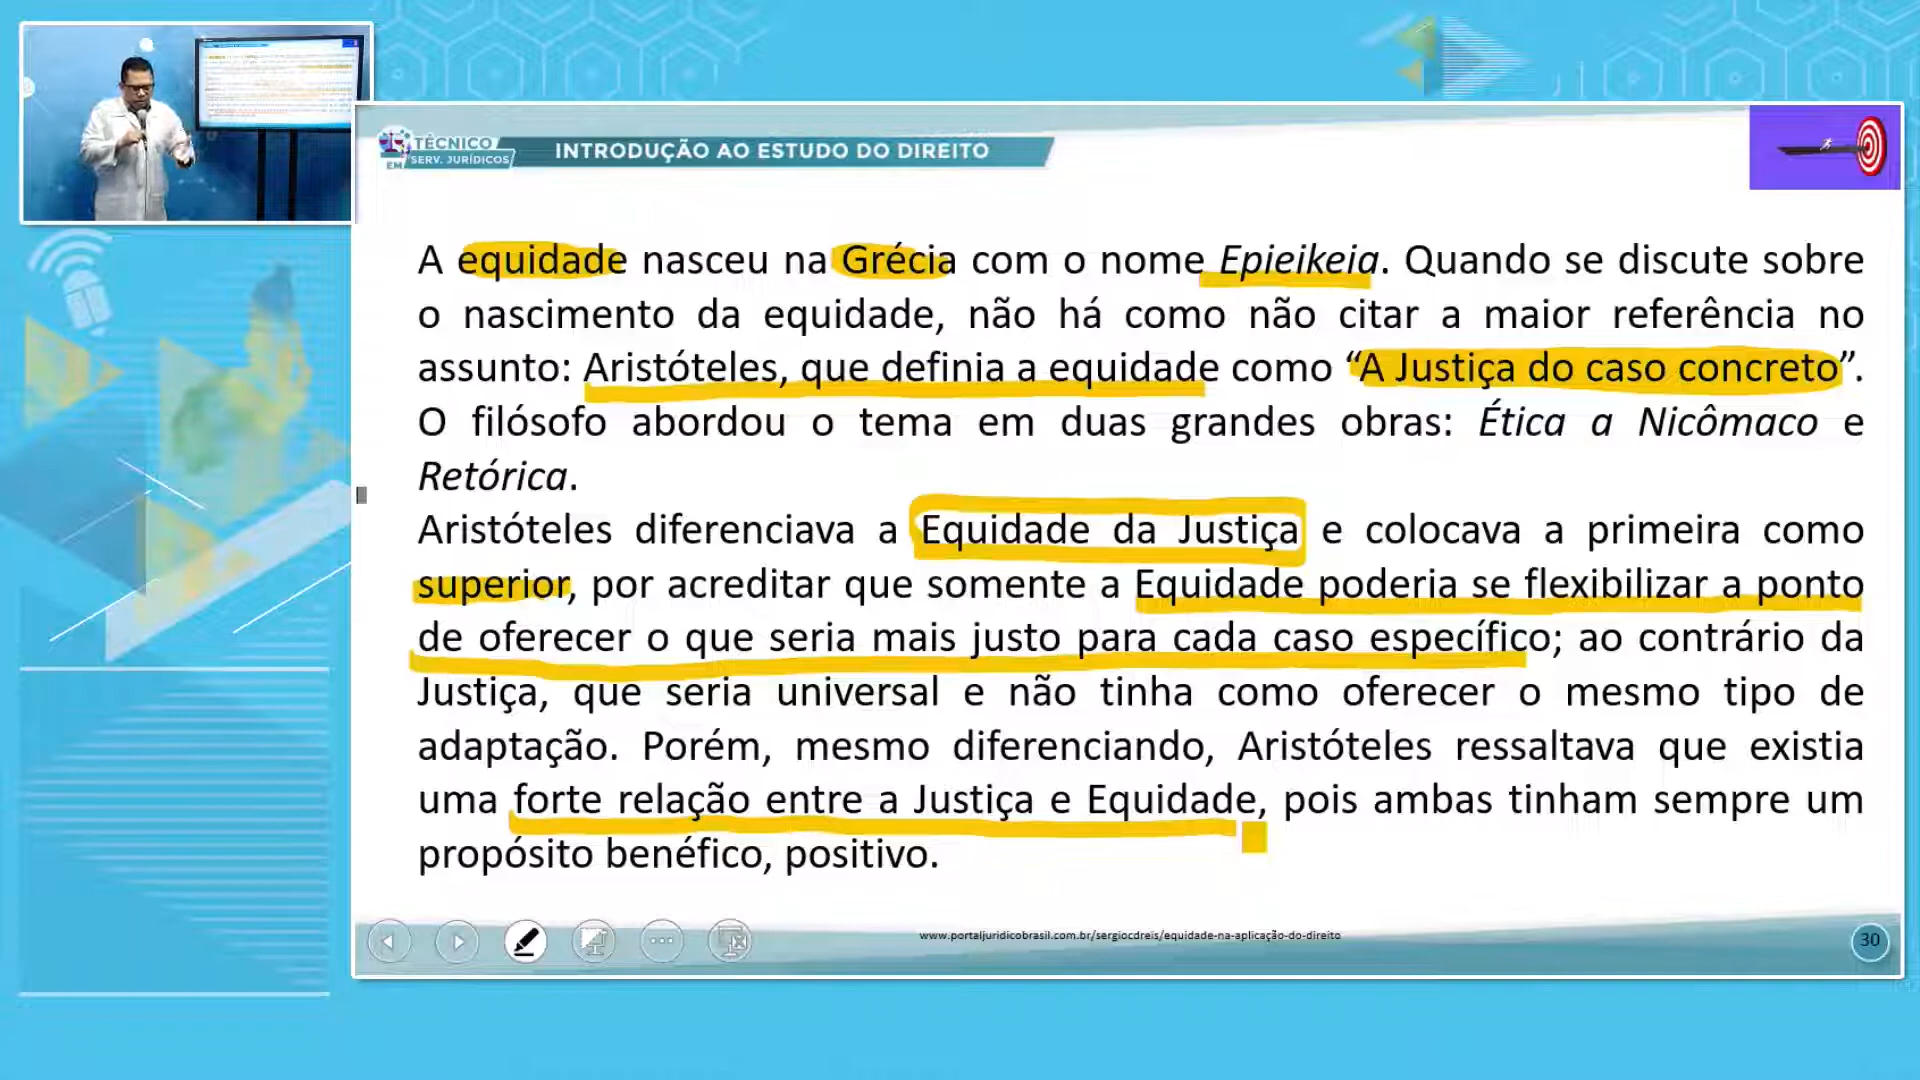 TÉCNICO
EM SERV. JURÍDICOS
INTRODUÇÃO AO ESTUDO DO DIREITO
A equidade nasceu na Grécia com o nome Epieikeia. Quando se discute sobre
o nascimento da equidade, não há como não citar a maior referência no
assunto: Aristóteles, que definia a equidade como “A Justiça do caso concreto”.
O filósofo abordou o tema em duas grandes obras: Ética a Nicômaco e
Retórica.
Aristóteles diferenciava a Equidade da Justiça e colocava a primeira como
superior, por acreditar que somente a Equidade poderia se flexibilizar a ponto
de oferecer o que seria mais justo para cada caso específico; ao contrário da
Justiça, que seria universal e não tinha como oferecer o mesmo tipo de
adaptação. Porém, mesmo diferenciando, Aristóteles ressaltava que existia
uma forte relação entre a Justiça e Equidade, pois ambas tinham sempre um
propósito benéfico, positivo.
www.portaljuridicobrasil.com.br/sergiocdreis/equidade-na-aplicação-do-direito
30